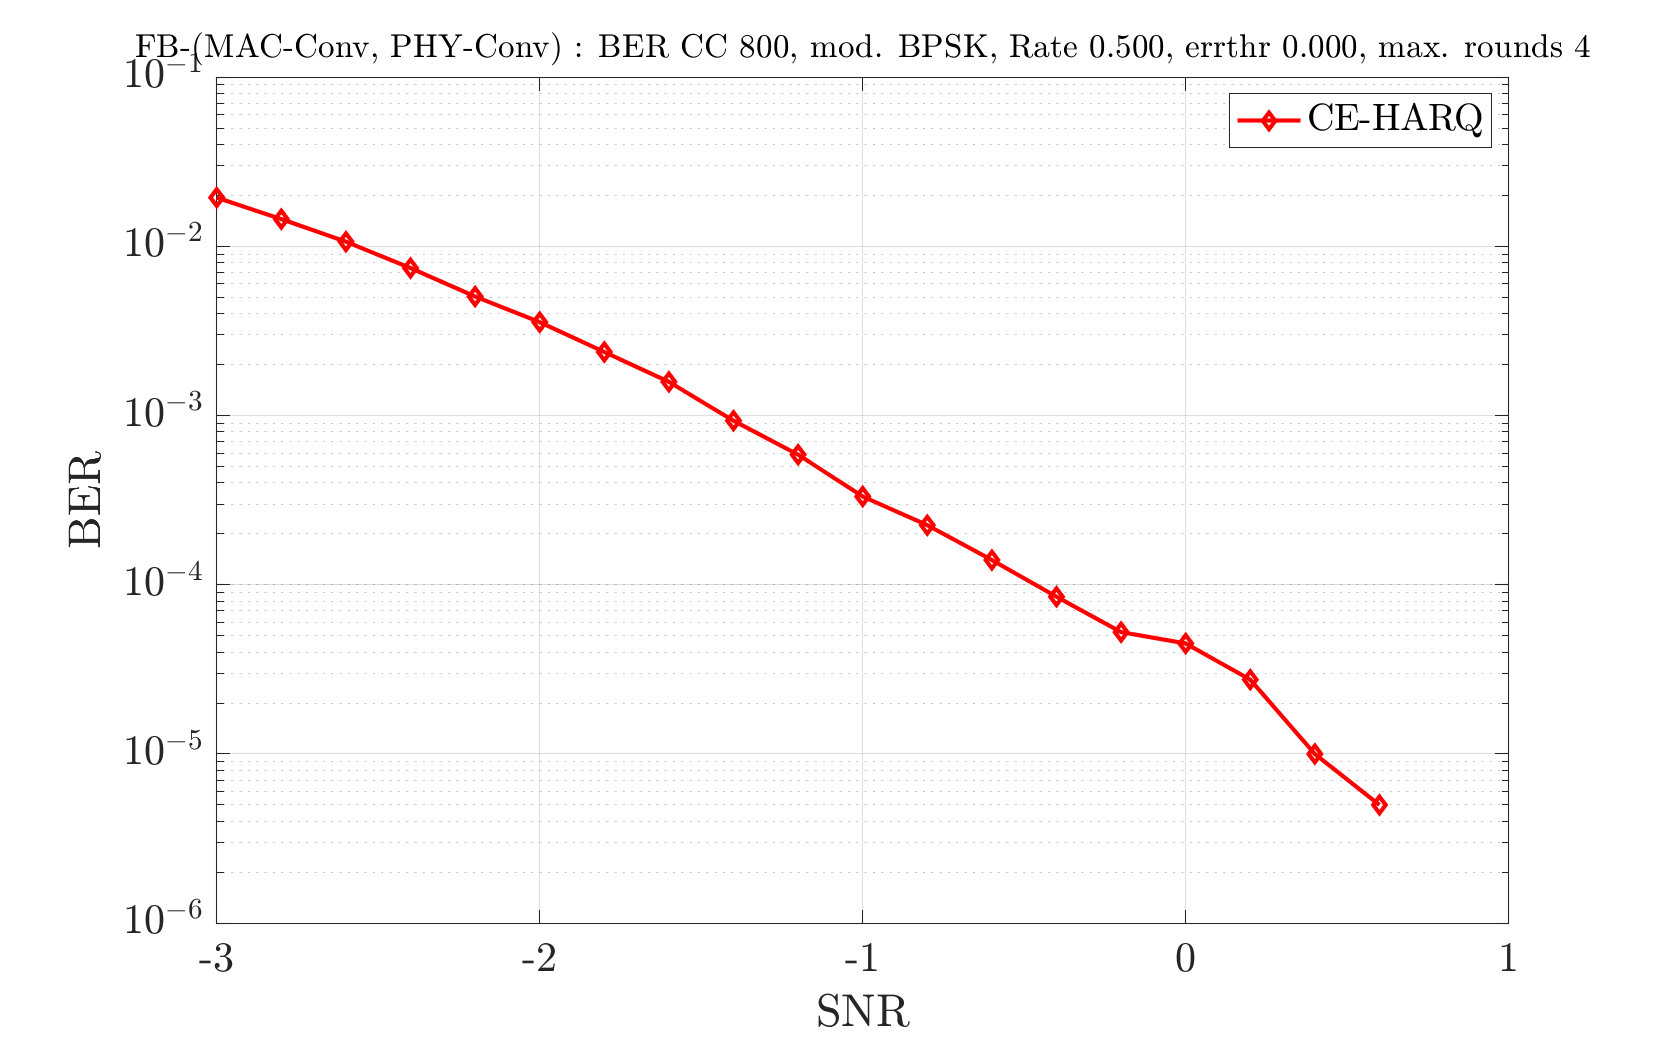 FB-(MAC-Conv, PHY-Conv) : BER CC 800, mod. BPSK, Rate 0.500, errthr 0.000, max. rounds 4
10^{-1}
CE-HARQ
10^{-2}
10^{-3}
BER
10^{-4}
10^{-5}
10^{-6}
-3 -2 -1 0 1
SNR